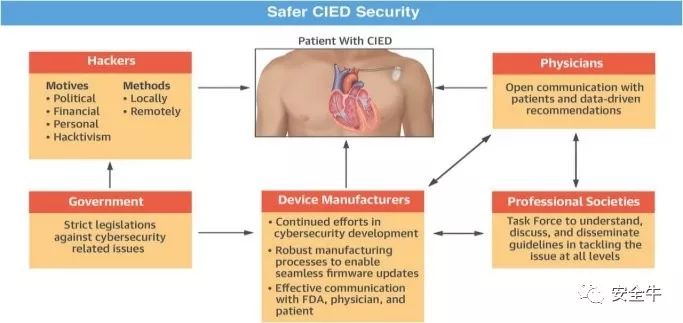 Safer CIED Security
Hackers
Motives
• Political
• Financial
• Personal
• Hacktivism
Methods
• Locally
• Remotely
Patient With CIED
Physicians
Open communication with
patients and data-driven
recommendations
Government
Strict legislations
against cybersecurity
related issues
Device Manufacturers
• Continued efforts in
cybersecurity development
• Robust manufacturing
processes to enable
seamless firmware updates
• Effective communication
with FDA, physician, and
patient
Professional Societies
Task Force to understand,
discuss, and disseminate
guidelines in tackling the
issue at all levels
安全牛